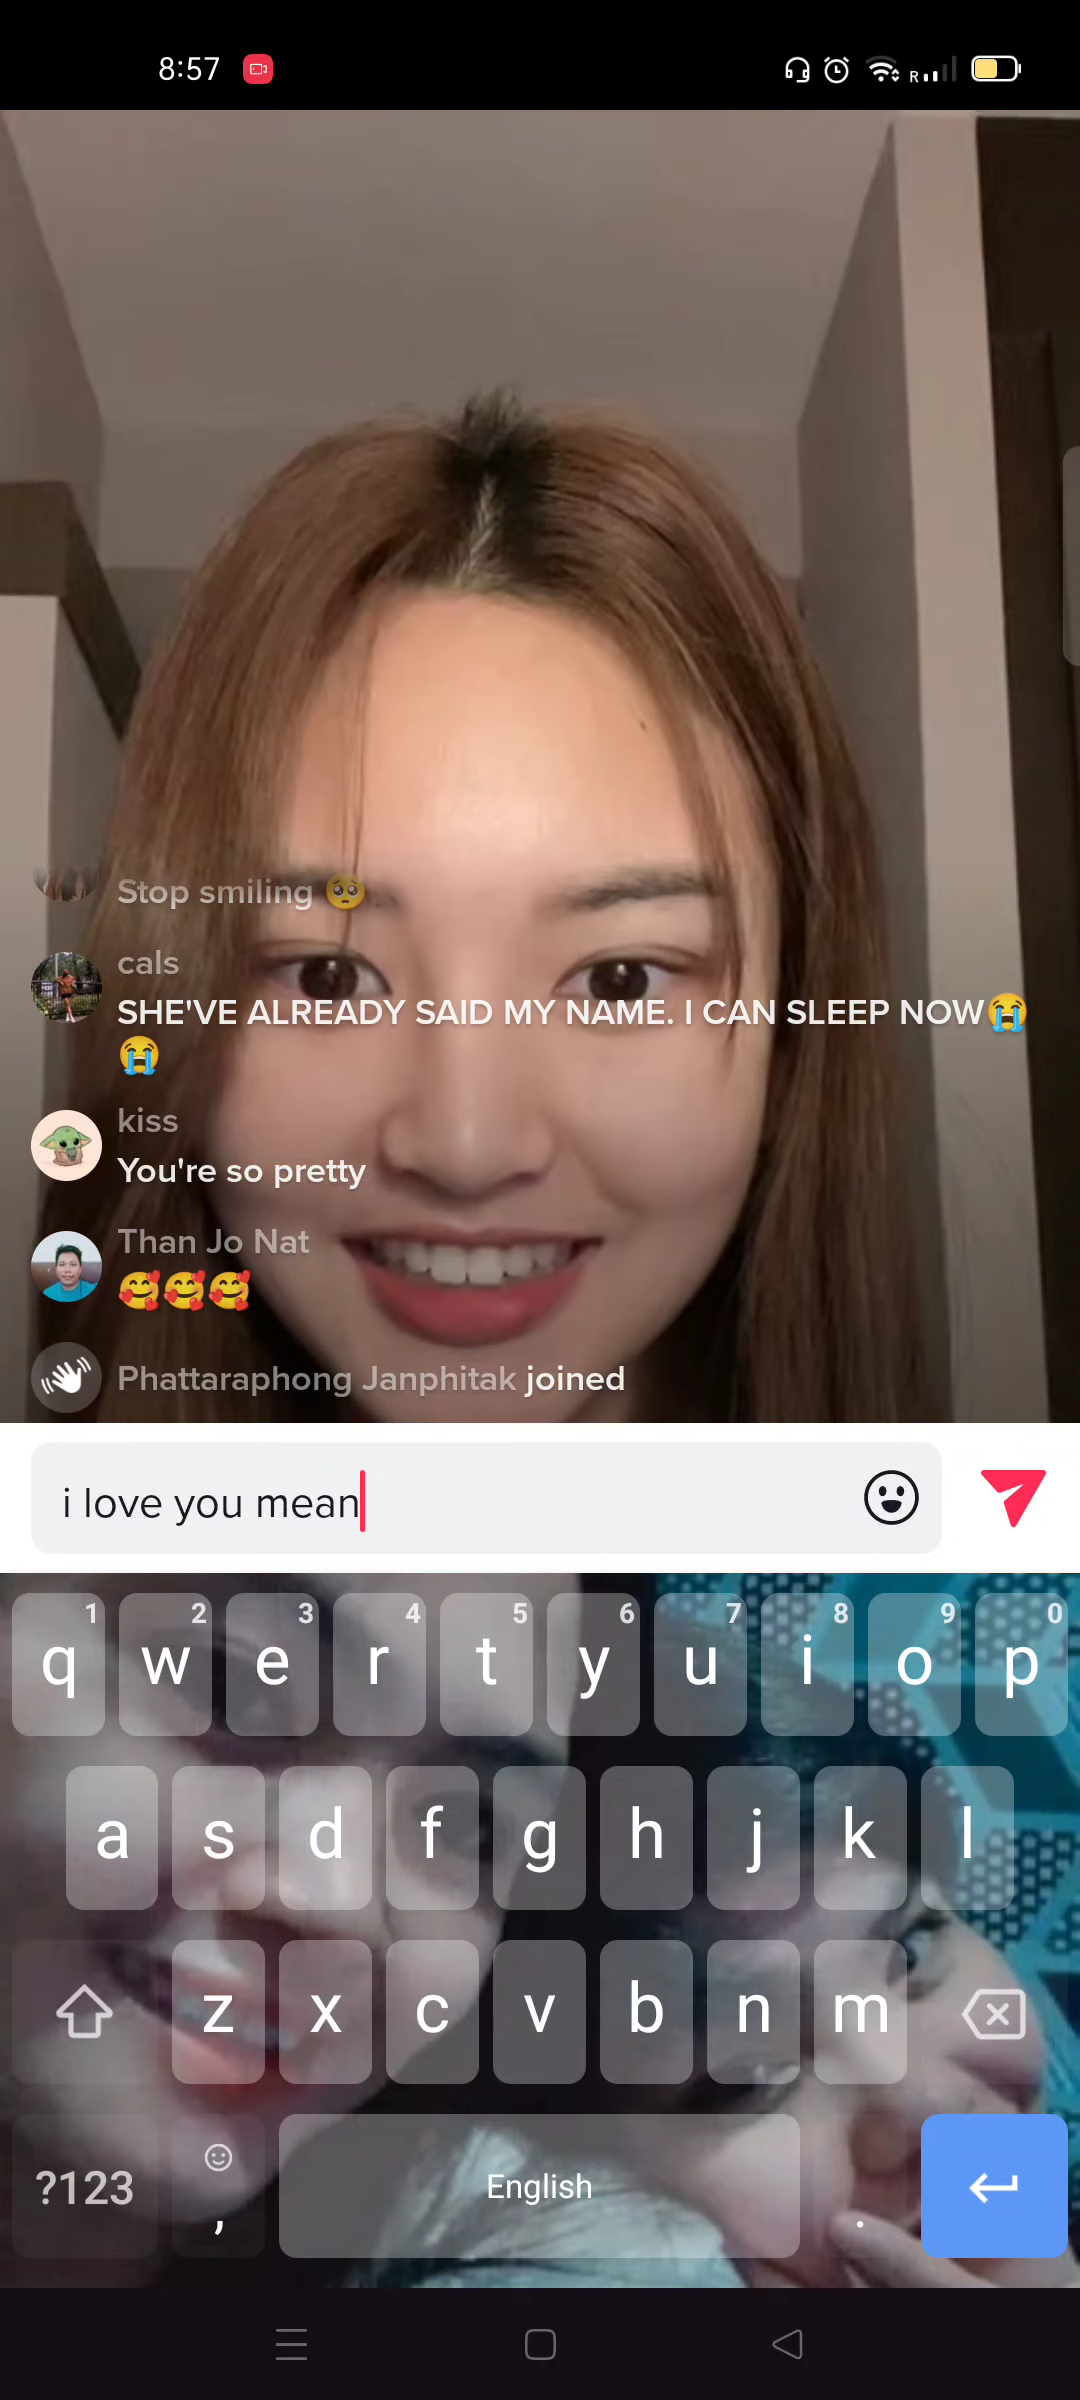 8:57
R
Stop smiling 🥺
cals
SHE'VE ALREADY SAID MY NAME. I CAN SLEEP NOW😭
😭
kiss
You're so pretty
Than Jo Nat
🥰🥰🥰
Phattaraphong Janphitak joined
i love you mean
1 2 3 4 5 6 7 8 9 0
q w e r t y u i o p
a s d f g h j k l
z x c v b n m
?123 , English .